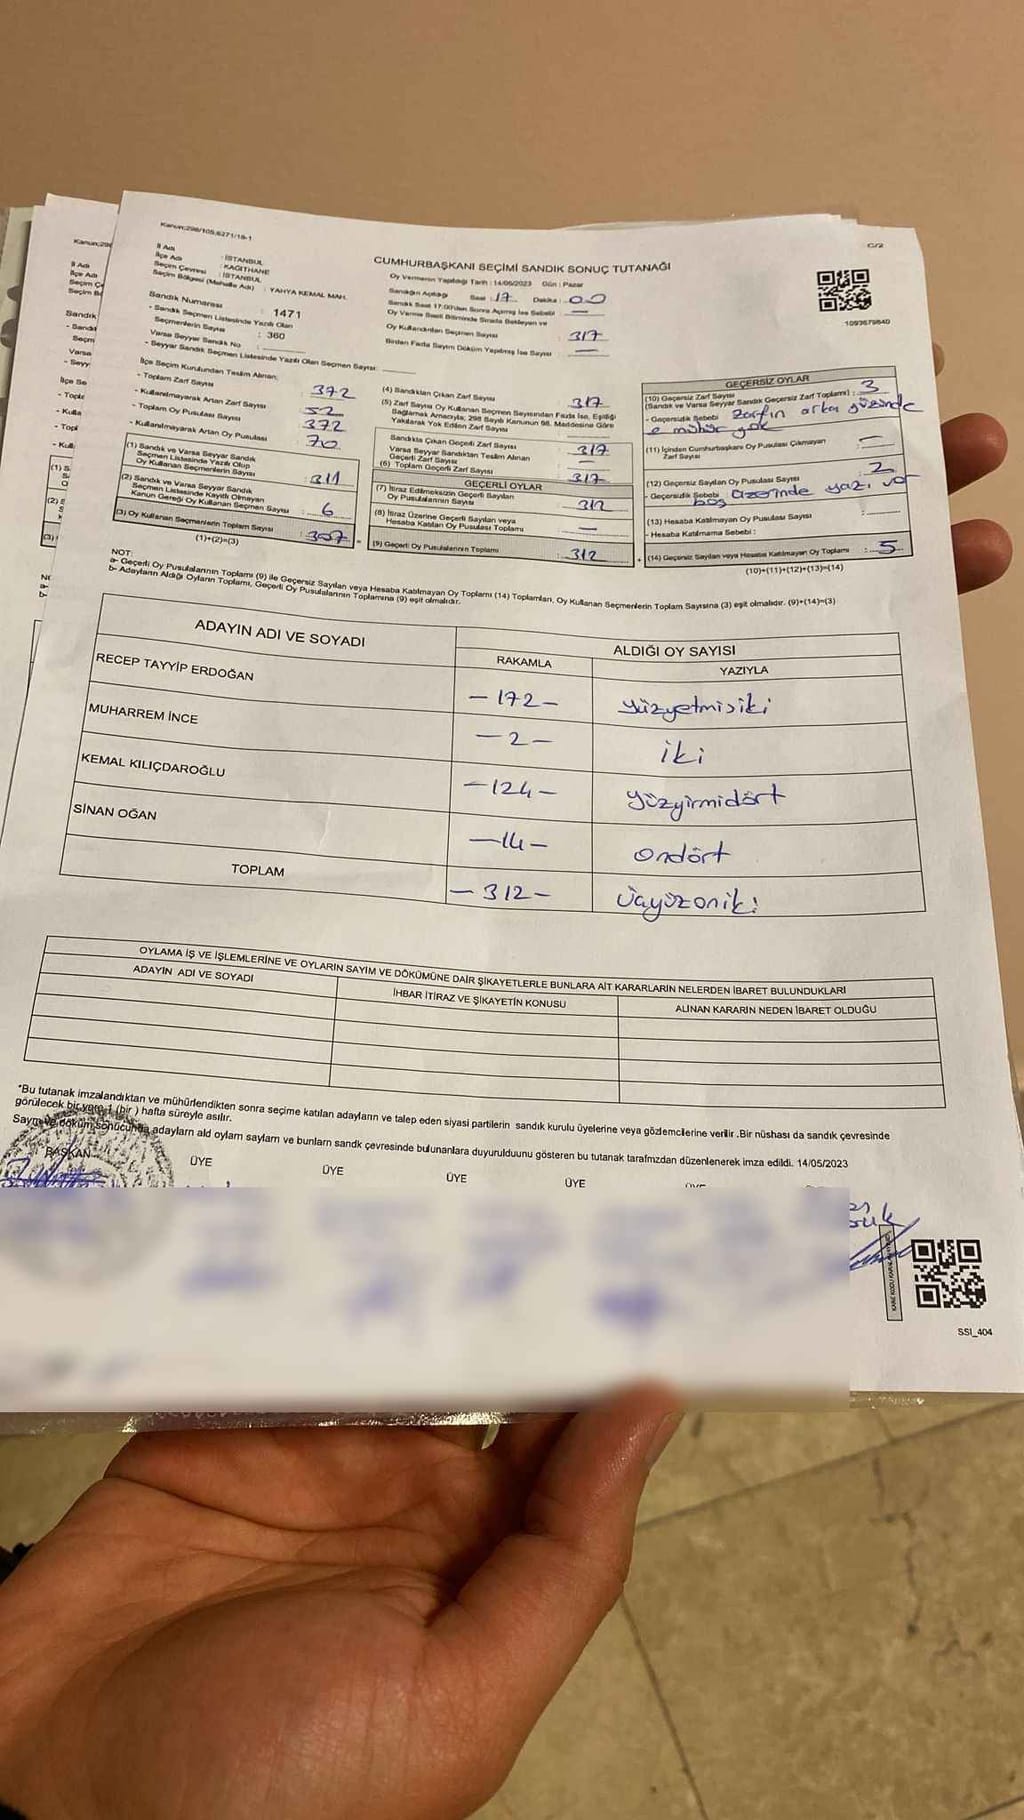 Kanun:298/105,6271/18-1
C/2
İl Adı : İSTANBUL
İlçe Adı : KAĞITHANE
Seçim Çevresi : İSTANBUL
Seçim Bölgesi (Mahalle Adı) : YAHYA KEMAL MAH.
Sandık Numarası : 1471
- Sandık Seçmen Listesinde Yazılı Olan
Seçmenlerin Sayısı : 360
Varsa Seyyar Sandık No :
- Seyyar Sandık Seçmen Listesinde Yazılı Olan Seçmen Sayısı:
CUMHURBAŞKANI SEÇİMİ SANDIK SONUÇ TUTANAĞI
Oy Vermenin Yapıldığı Tarih : 14/05/2023 Gün : Pazar
Sandığın Açıldığı Saat : 17 Dakika : 00
Sandık Saat 17:00'den Sonra Açılmış İse Sebebi : —
Oy Verme Saati Bitiminde Sırada Bekleyen ve
Oy Kullandırılan Seçmen Sayısı : 317
Birden Fazla Sayım Döküm Yapılmış İse Sayısı : —
1093679840
İlçe Seçim Kurulundan Teslim Alınan;
- Toplam Zarf Sayısı : 372
- Kullanılmayarak Artan Zarf Sayısı : 52
- Toplam Oy Pusulası Sayısı : 372
- Kullanılmayarak Artan Oy Pusulası : 70
(1) Sandık ve Varsa Seyyar Sandık
Seçmen Listesinde Yazılı Olup
Oy Kullanan Seçmenlerin Sayısı : 311
(2) Sandık ve Varsa Seyyar Sandık
Seçmen Listesinde Kayıtlı Olmayan
Kanun Gereği Oy Kullanan Seçmen Sayısı : 6
(3) Oy Kullanan Seçmenlerin Toplam Sayısı :
(1)+(2)=(3)
(4) Sandıktan Çıkan Zarf Sayısı : 317
(5) Zarf Sayısı Oy Kullanan Seçmen Sayısından Fazla İse, Eşitliği
Sağlamak Amacıyla, 298 Sayılı Kanunun 98. Maddesine Göre
Yakılarak Yok Edilen Zarf Sayısı
Sandıkta Çıkan Geçerli Zarf Sayısı : 317
Varsa Seyyar Sandıktan Teslim Alınan
Geçerli Zarf Sayısı
(6) Toplam Geçerli Zarf Sayısı : 317
GEÇERLİ OYLAR
(7) İtiraz Edilmeksizin Geçerli Sayılan
Oy Pusulalarının Sayısı : 312
(8) İtiraz Üzerine Geçerli Sayılan veya
Hesaba Katılan Oy Pusulası Toplamı : —
(9) Geçerli Oy Pusulalarının Toplamı : 312
GEÇERSİZ OYLAR
(10) Geçersiz Zarf Sayısı
(Sandık ve Varsa Seyyar Sandık Geçersiz Zarf Toplamı) : 3
- Geçersizlik Sebebi : Zarfın arka yüzünde
mühür yok
(11) İçinden Cumhurbaşkanı Oy Pusulası Çıkmayan
Zarf Sayısı : —
(12) Geçersiz Sayılan Oy Pusulası Sayısı : 2
- Geçersizlik Sebebi : üzerinde yazı var
boş
(13) Hesaba Katılmayan Oy Pusulası Sayısı :
- Hesaba Katılmama Sebebi :
(14) Geçersiz Sayılan veya Hesaba Katılmayan Oy Toplamı : 5
(10)+(11)+(12)+(13)=(14)
NOT:
a- Geçerli Oy Pusulalarının Toplamı (9) ile Geçersiz Sayılan veya Hesaba Katılmayan Oy Toplamı (14) Toplamları, Oy Kullanan Seçmenlerin Toplam Sayısına (3) eşit olmalıdır. (9)+(14)=(3)
b- Adayların Aldığı Oyların Toplamı, Geçerli Oy Pusulalarının Toplamına (9) eşit olmalıdır.
ADAYIN ADI VE SOYADI
ALDIĞI OY SAYISI
RAKAMLA YAZIYLA
RECEP TAYYİP ERDOĞAN — 172 — yüzyetmişiki
MUHARREM İNCE — 2 — iki
KEMAL KILIÇDAROĞLU — 124 — yüzyirmidört
SİNAN OĞAN — 14 — ondört
TOPLAM — 312 — üçyüzoniki
OYLAMA İŞ VE İŞLEMLERİNE VE OYLARIN SAYIM VE DÖKÜMÜNE DAİR ŞİKAYETLERLE BUNLARA AİT KARARLARIN NELERDEN İBARET BULUNDUKLARI
ADAYIN ADI VE SOYADI
İHBAR İTİRAZ VE ŞİKAYETİN KONUSU
ALINAN KARARIN NEDEN İBARET OLDUĞU
*Bu tutanak imzalandıktan ve mühürlendikten sonra seçime katılan adayların ve talep eden siyasi partilerin sandık kurulu üyelerine veya gözlemcilerine verilir .Bir nüshası da sandık çevresinde
görülecek bir yere 1 (bir ) hafta süreyle asılır.
Sayım ve döküm sonucunda adayların ald oyların sayların ve bunların sandk çevresinde bulunanlara duyurulduunu gösteren bu tutanak tarafmzdan düzenlenerek imza edildi. 14/05/2023
BAŞKAN ÜYE ÜYE ÜYE ÜYE ÜYE
SSI_404